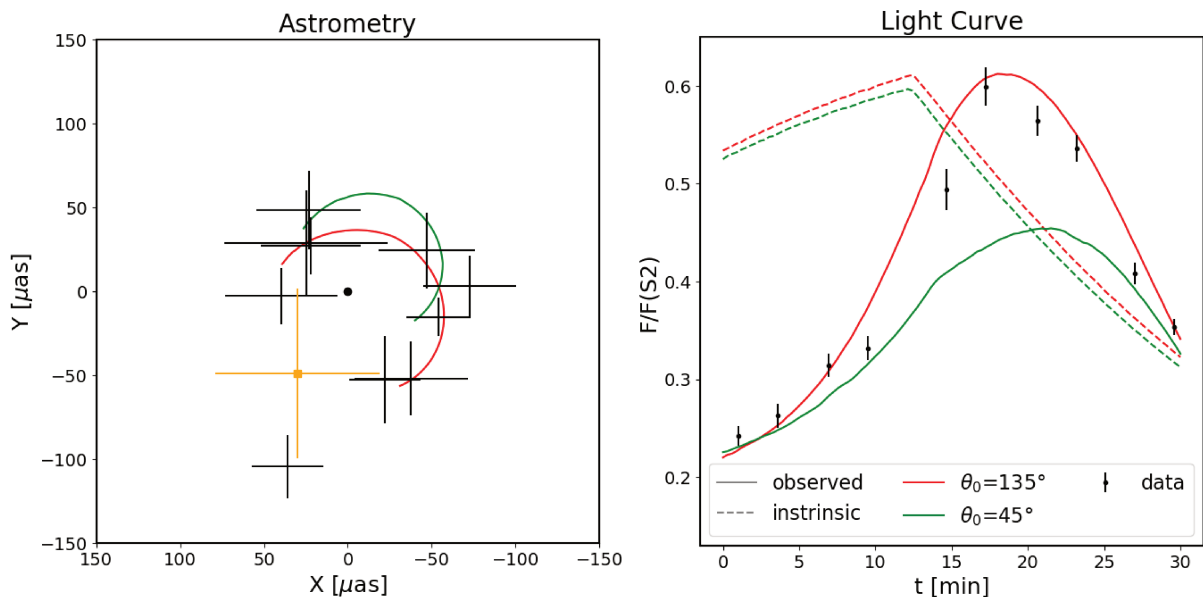 Astrometry
150
100
50
0
−50
−100
−150
Y [μas]
150
100
50
0
−50
−100
−150
X [μas]
Light Curve
0.6
0.5
0.4
0.3
0.2
F/F(S2)
observed
instrinsic
θ₀=135°
θ₀=45°
data
0
5
10
15
20
25
30
t [min]